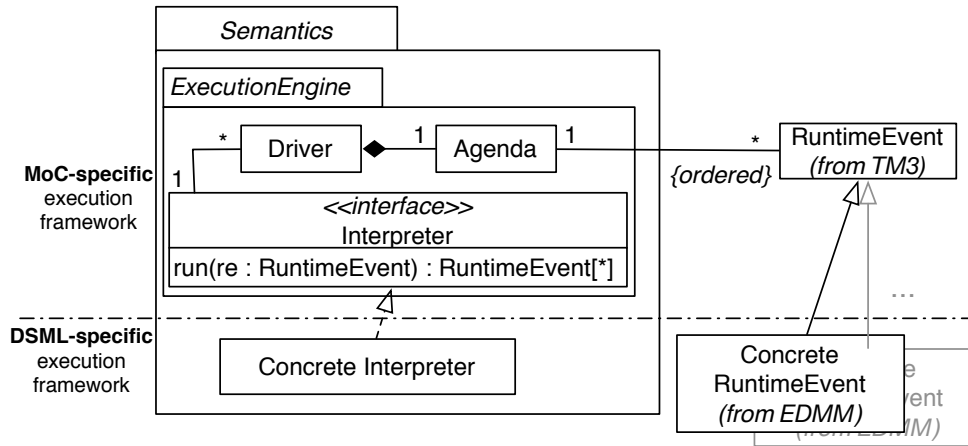 Semantics
ExecutionEngine
* Driver 1 Agenda 1 * RuntimeEvent
(from TM3)
{ordered}
MoC-specific
execution
framework
1
<<interface>>
Interpreter
run(re : RuntimeEvent) : RuntimeEvent[*]
...
DSML-specific
execution
framework
Concrete Interpreter
Concrete
RuntimeEvent
(from EDMM)